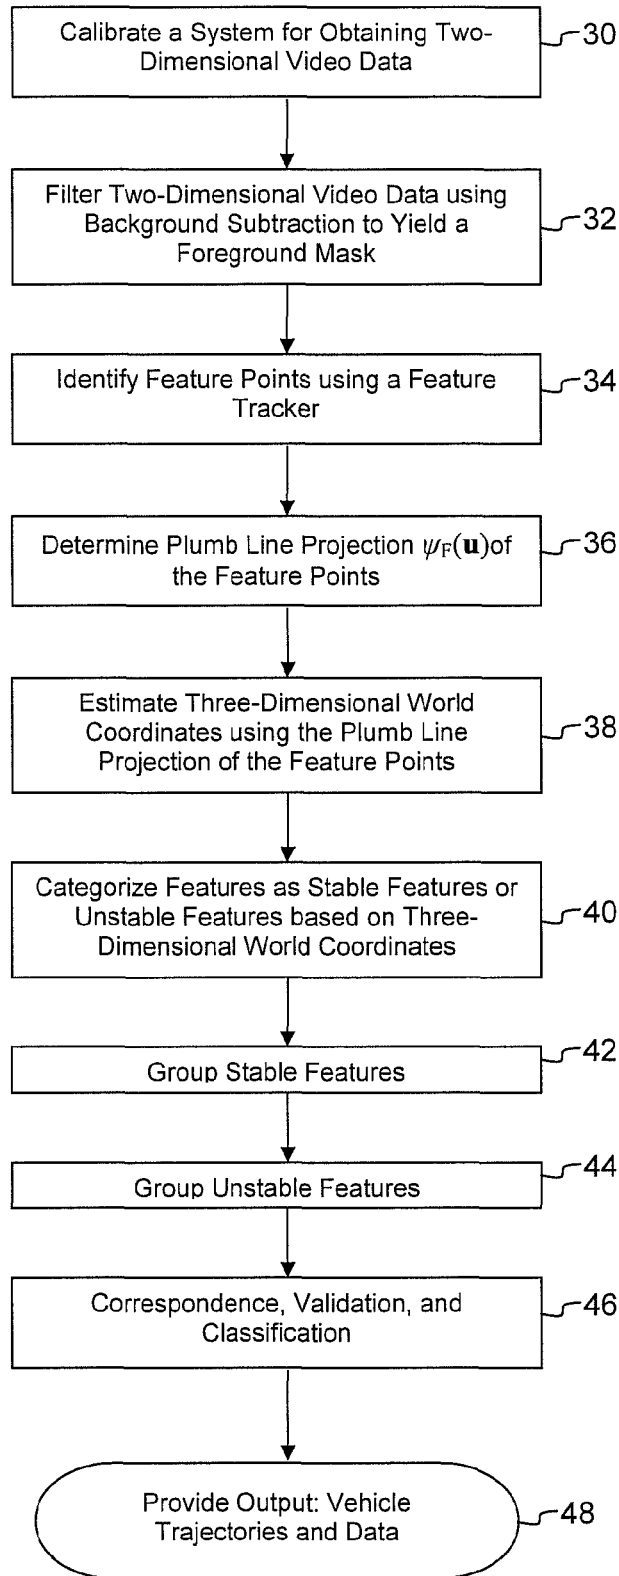 Calibrate a System for Obtaining Two-
Dimensional Video Data
30
Filter Two-Dimensional Video Data using
Background Subtraction to Yield a
Foreground Mask
32
Identify Feature Points using a Feature
Tracker
34
Determine Plumb Line Projection ψF(u)of
the Feature Points
36
Estimate Three-Dimensional World
Coordinates using the Plumb Line
Projection of the Feature Points
38
Categorize Features as Stable Features or
Unstable Features based on Three-
Dimensional World Coordinates
40
Group Stable Features
42
Group Unstable Features
44
Correspondence, Validation, and
Classification
46
Provide Output: Vehicle
Trajectories and Data
48